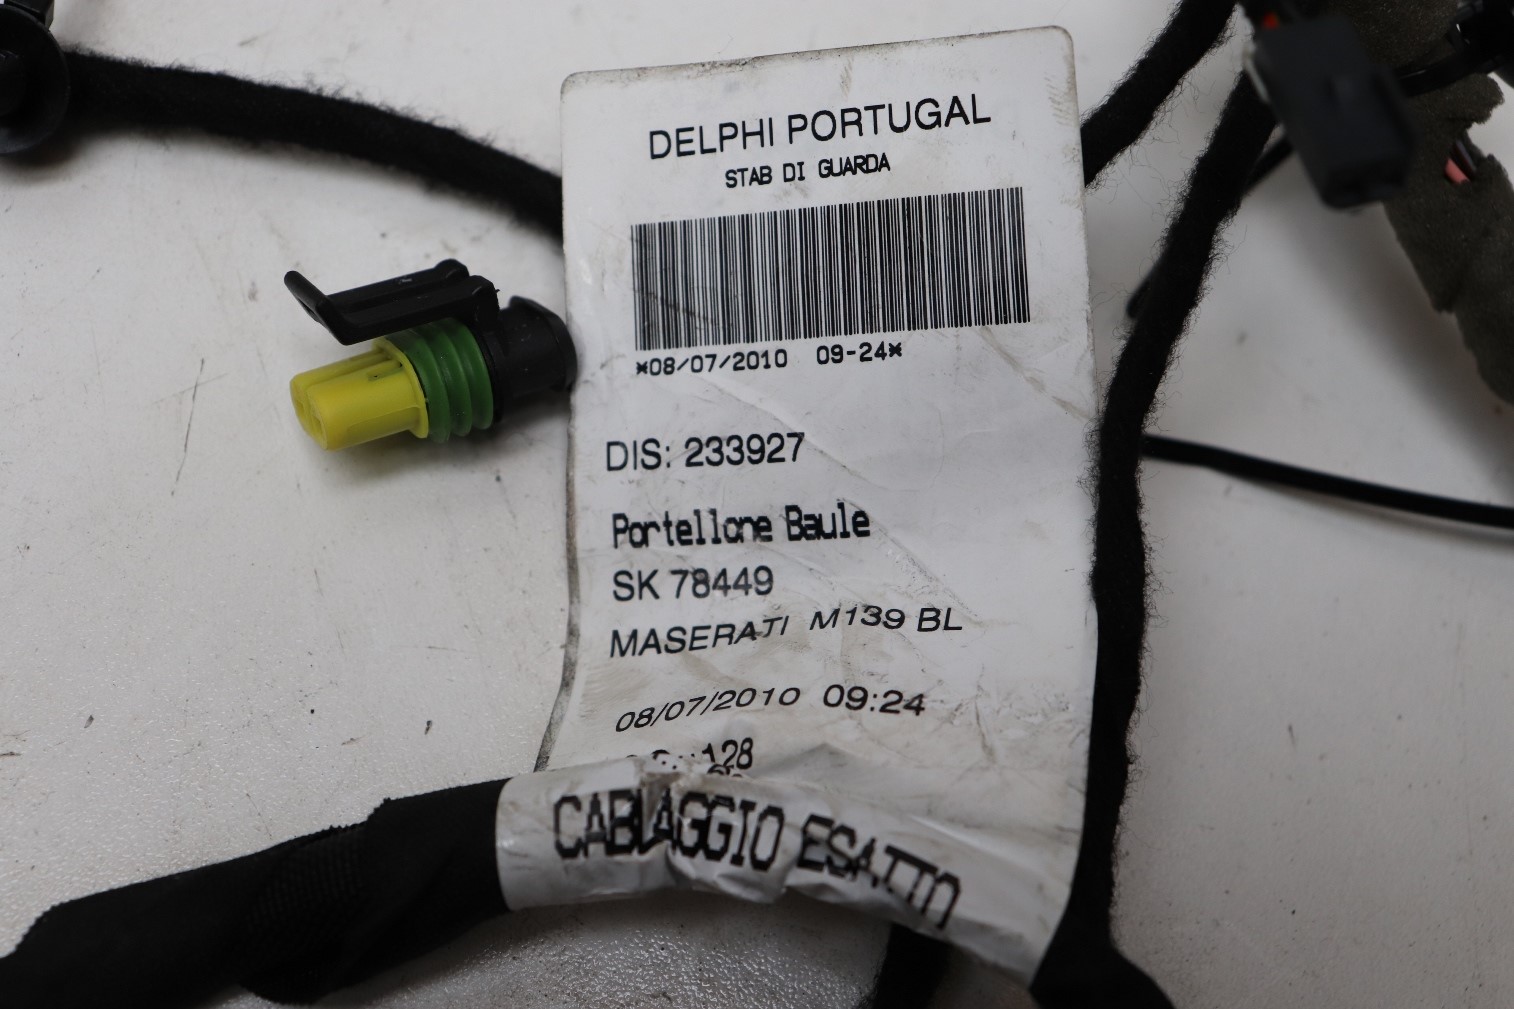 DELPHI PORTUGAL
STAB DI GUARDA
*08/07/2010 09-24*
DIS: 233927
Portellone Baule
SK 78449
MASERATI M139 BL
08/07/2010 09:24
128
CABLAGGIO ESATTO